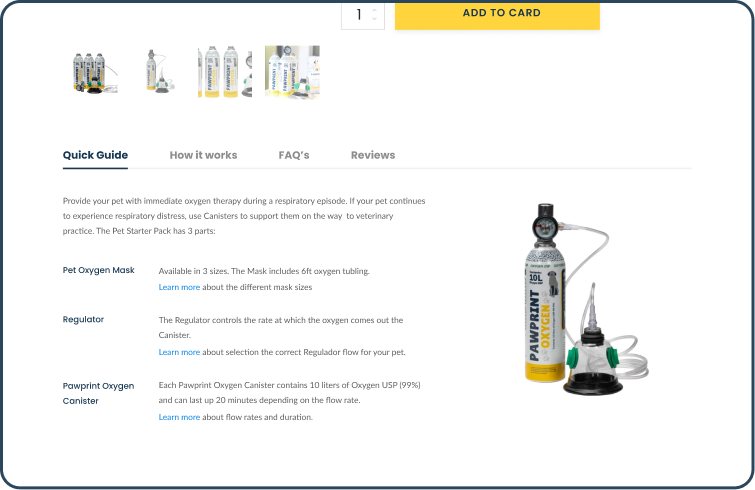 1
ADD TO CARD
PAWPRINT
PAWPRINT
PAWPRINT
Quick Guide
How it works
FAQ's
Reviews
Provide your pet with immediate oxygen therapy during a respiratory episode. If your pet continues
to experience respiratory distress, use Canisters to support them on the way to veterinary
practice. The Pet Starter Pack has 3 parts:
Pet Oxygen Mask
Available in 3 sizes. The Mask includes 6ft oxygen tubling.
Learn more about the different mask sizes
Regulator
The Regulator controls the rate at which the oxygen comes out the
Canister.
Learn more about selection the correct Regulador flow for your pet.
Pawprint Oxygen
Canister
Each Pawprint Oxygen Canister contains 10 liters of Oxygen USP (99%)
and can last up 20 minutes depending on the flow rate.
Learn more about flow rates and duration.
10L
PAWPRINT
OXYGEN